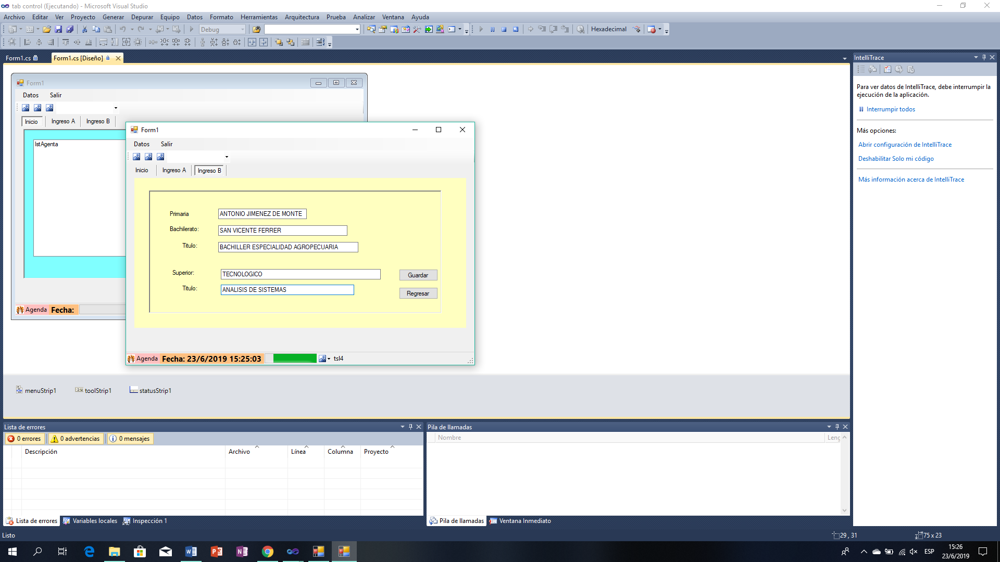 tab control (Ejecutando) - Microsoft Visual Studio
Archivo Editar Ver Proyecto Generar Depurar Equipo Datos Formato Herramientas Arquitectura Prueba Analizar Ventana Ayuda
Debug Hexadecimal
Form1.cs Form1.cs [Diseño]
Form1
Datos Salir
Inicio Ingreso A Ingreso B
lstAgenta
Agenda Fecha:
Form1
Datos Salir
Inicio Ingreso A Ingreso B
Primaria ANTONIO JIMENEZ DE MONTE
Bachilerato: SAN VICENTE FERRER
Titulo: BACHILLER ESPECIALIDAD AGROPECUARIA
Superior: TECNOLOGICO
Guardar
Titulo: ANALISIS DE SISTEMAS
Regresar
Agenda Fecha: 23/6/2019 15:25:03 tsl4
menuStrip1 toolStrip1 statusStrip1
IntelliTrace
Para ver datos de IntelliTrace, debe interrumpir la
ejecución de la aplicación.
Interrumpir todos
Más opciones:
Abrir configuración de IntelliTrace
Deshabilitar Solo mi código
Más información acerca de IntelliTrace
Lista de errores
0 errores 0 advertencias 0 mensajes
Descripción Archivo Línea Columna Proyecto
Lista de errores Variables locales Inspección 1
Pila de llamadas
Nombre Leng
Pila de llamadas Ventana Inmediato
Listo 29 , 31 75 x 23
ESP
15:26
23/6/2019